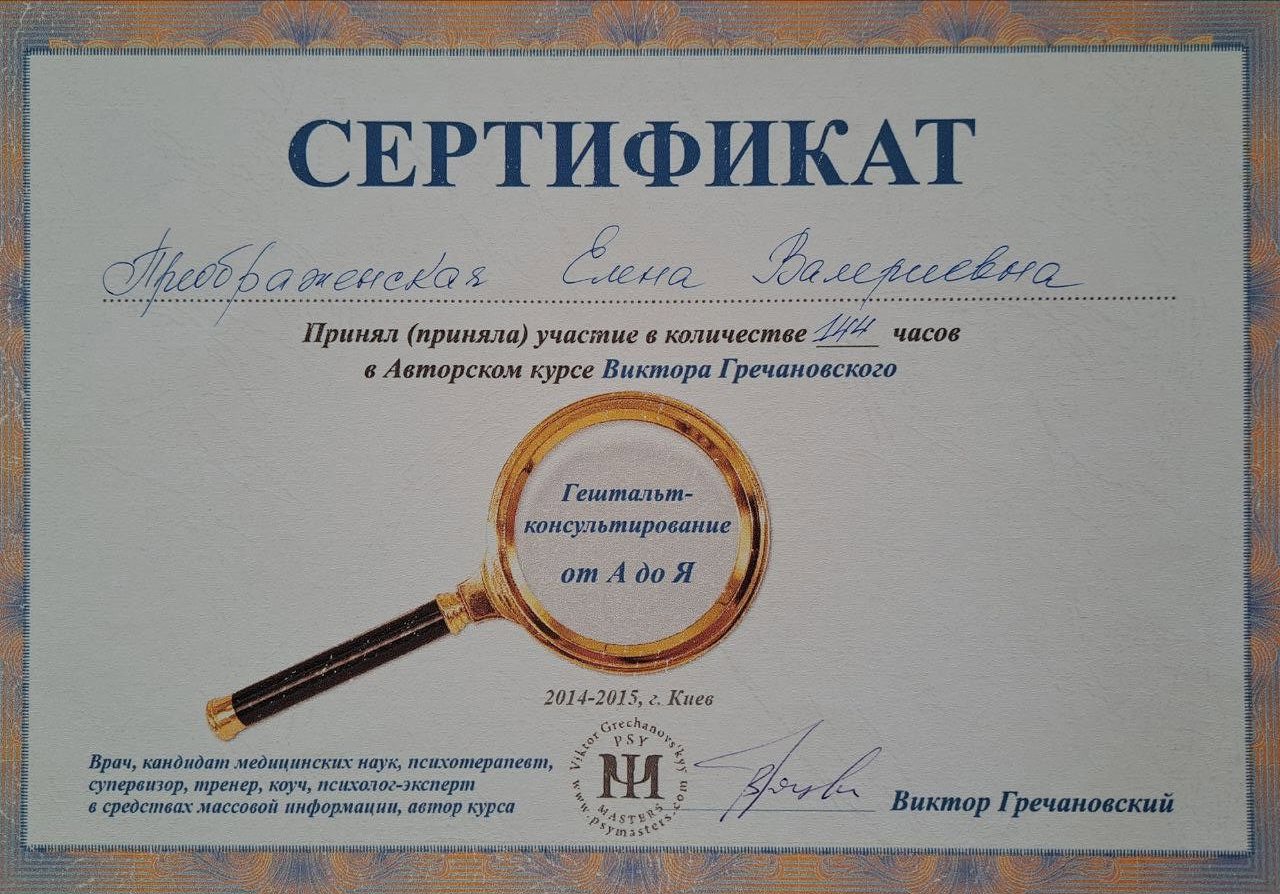 СЕРТИФИКАТ
Преображенская Елена Валериевна
Принял (приняла) участие в количестве 144 часов
в Авторском курсе Виктора Гречановского
Гештальт-
консультирование
от А до Я
2014-2015, г. Киев
Viktor Grechanovs'kyy
PSY
MASTERS
www.psymasters.com
Врач, кандидат медицинских наук, психотерапевт,
супервизор, тренер, коуч, психолог-эксперт
в средствах массовой информации, автор курса
Виктор Гречановский